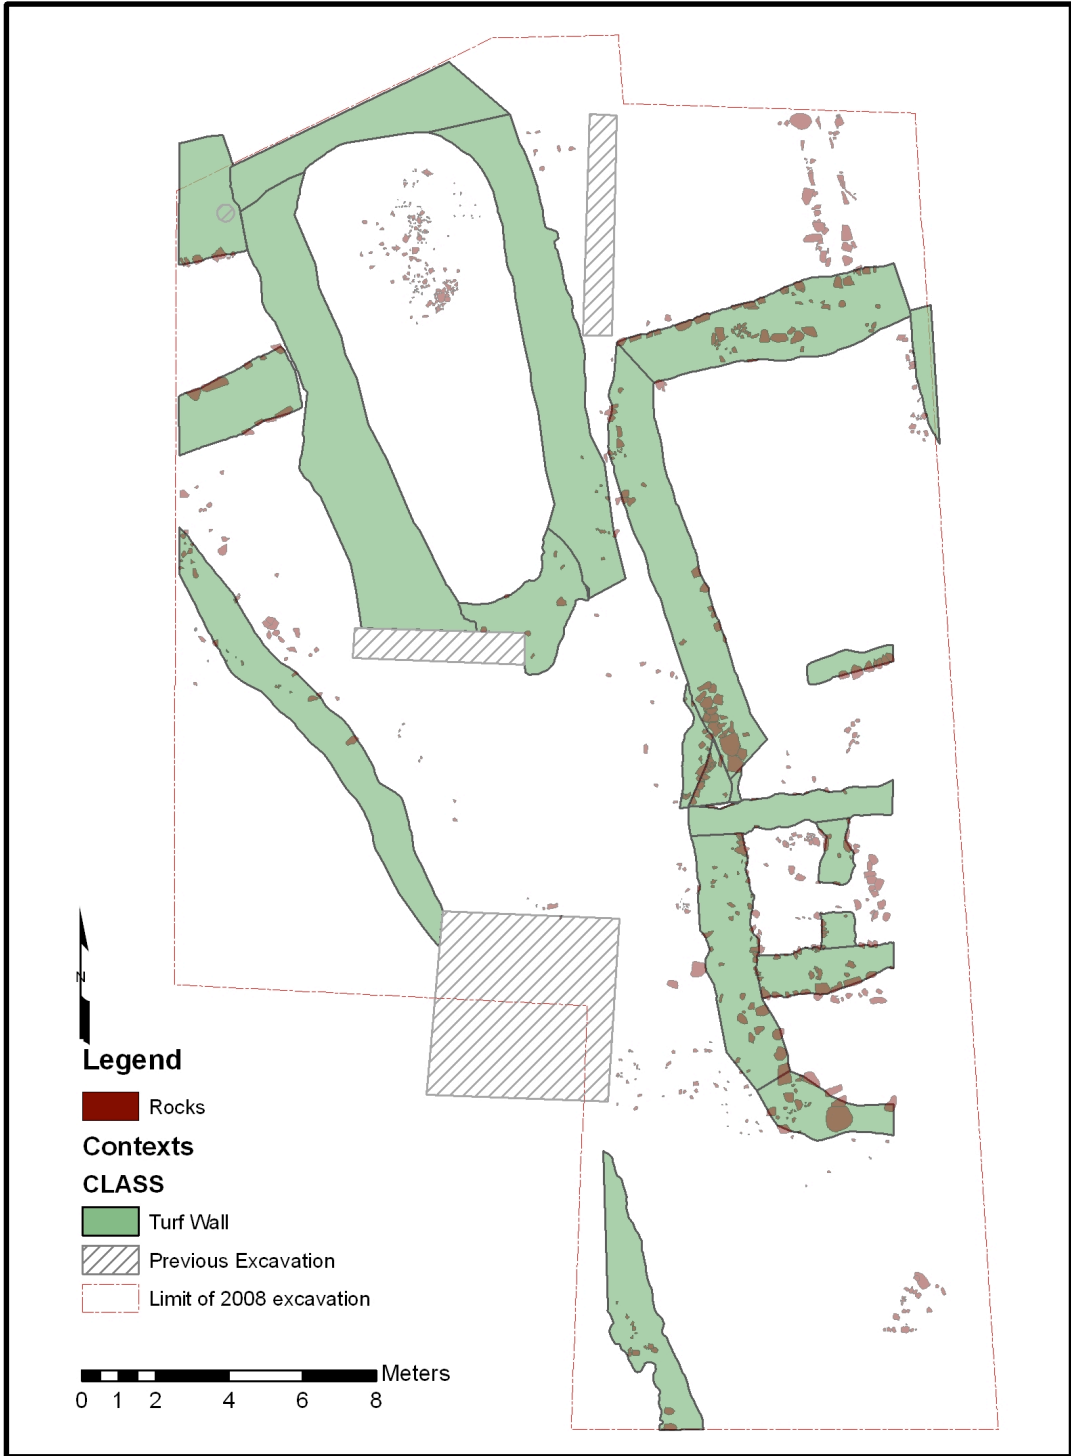 N
Legend
Rocks
Contexts
CLASS
Turf Wall
Previous Excavation
Limit of 2008 excavation
Meters
0 1 2 4 6 8